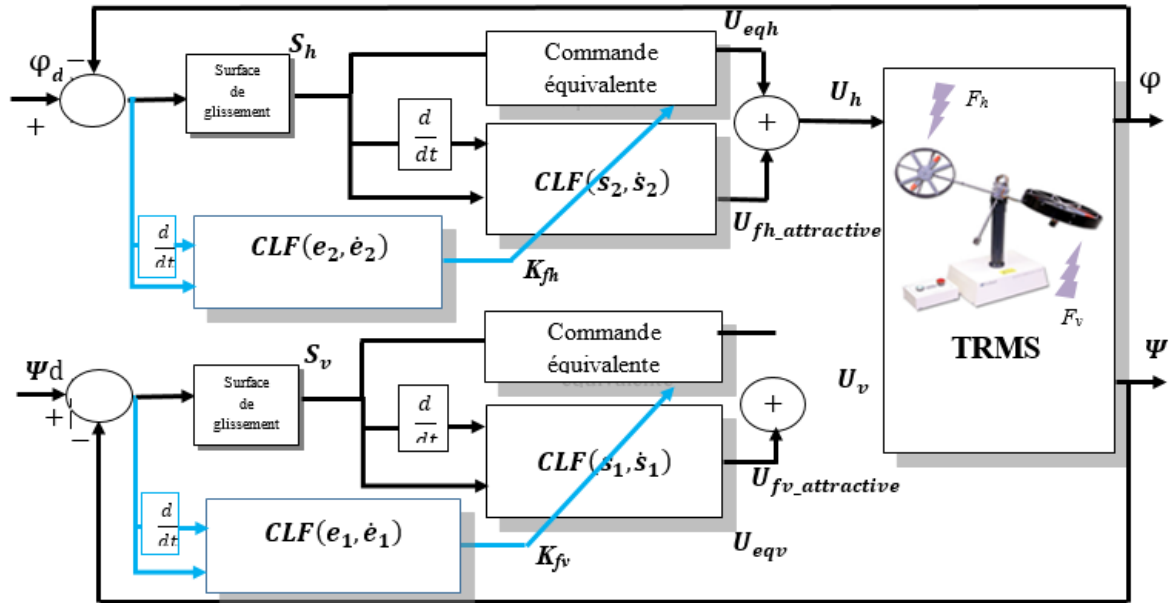 φd
−
+
Surface
de
glissement
Sh
d
dt
Commande
équivalente
CLF(s₂, ṡ₂)
Ueqh
+
Ufh_attractive
Uh
Fh
Fv
TRMS
φ
Ψ
d
dt
CLF(e₂, ė₂)
Kfh
Ψd
+
−
Surface
de
glissement
Sv
d
dt
Commande
équivalente
CLF(s₁, ṡ₁)
+
Uv
Ufv_attractive
Ueqv
d
dt
CLF(e₁, ė₁)
Kfv